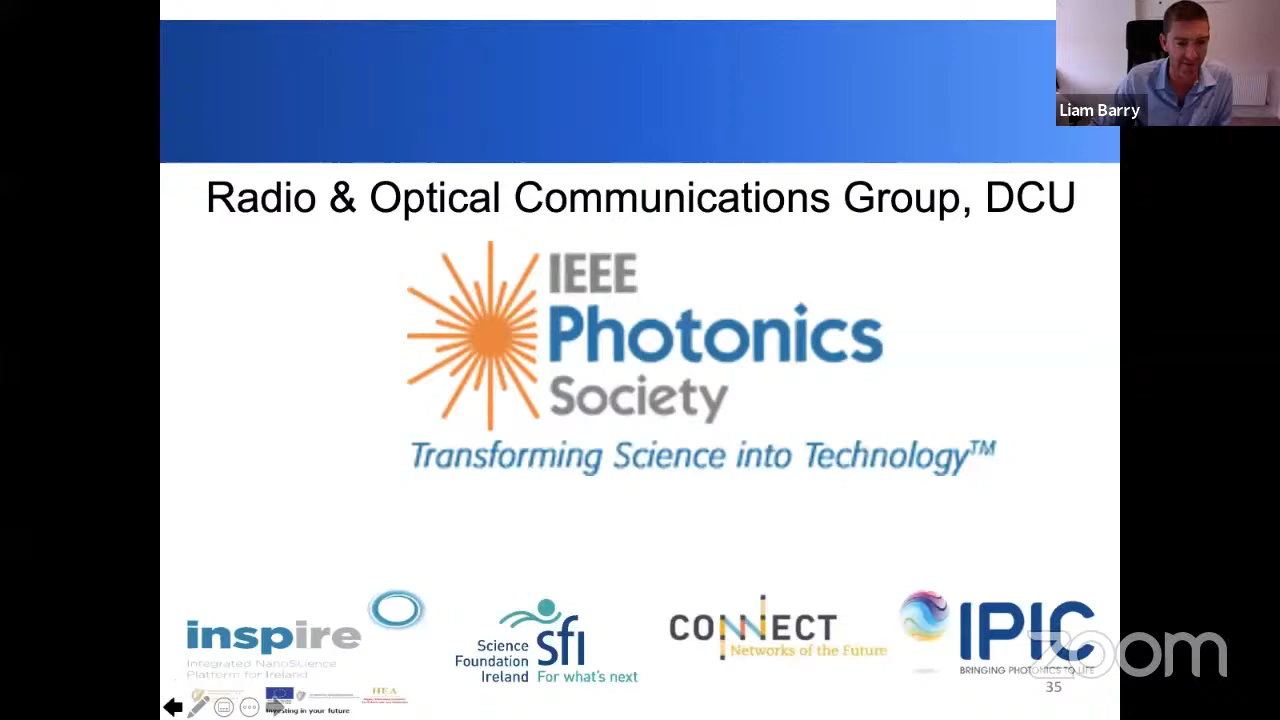 Liam Barry
Radio & Optical Communications Group, DCU
IEEE
Photonics
Society
Transforming Science into Technology™
inspire
Integrated NanoScience
Platform for Ireland
HEA
Investing in your future
Science
Foundation
Ireland
sfi
For what's next
CONNECT
Networks of the Future
IPIC
BRINGING PHOTONICS TO LIFE
zoom
35